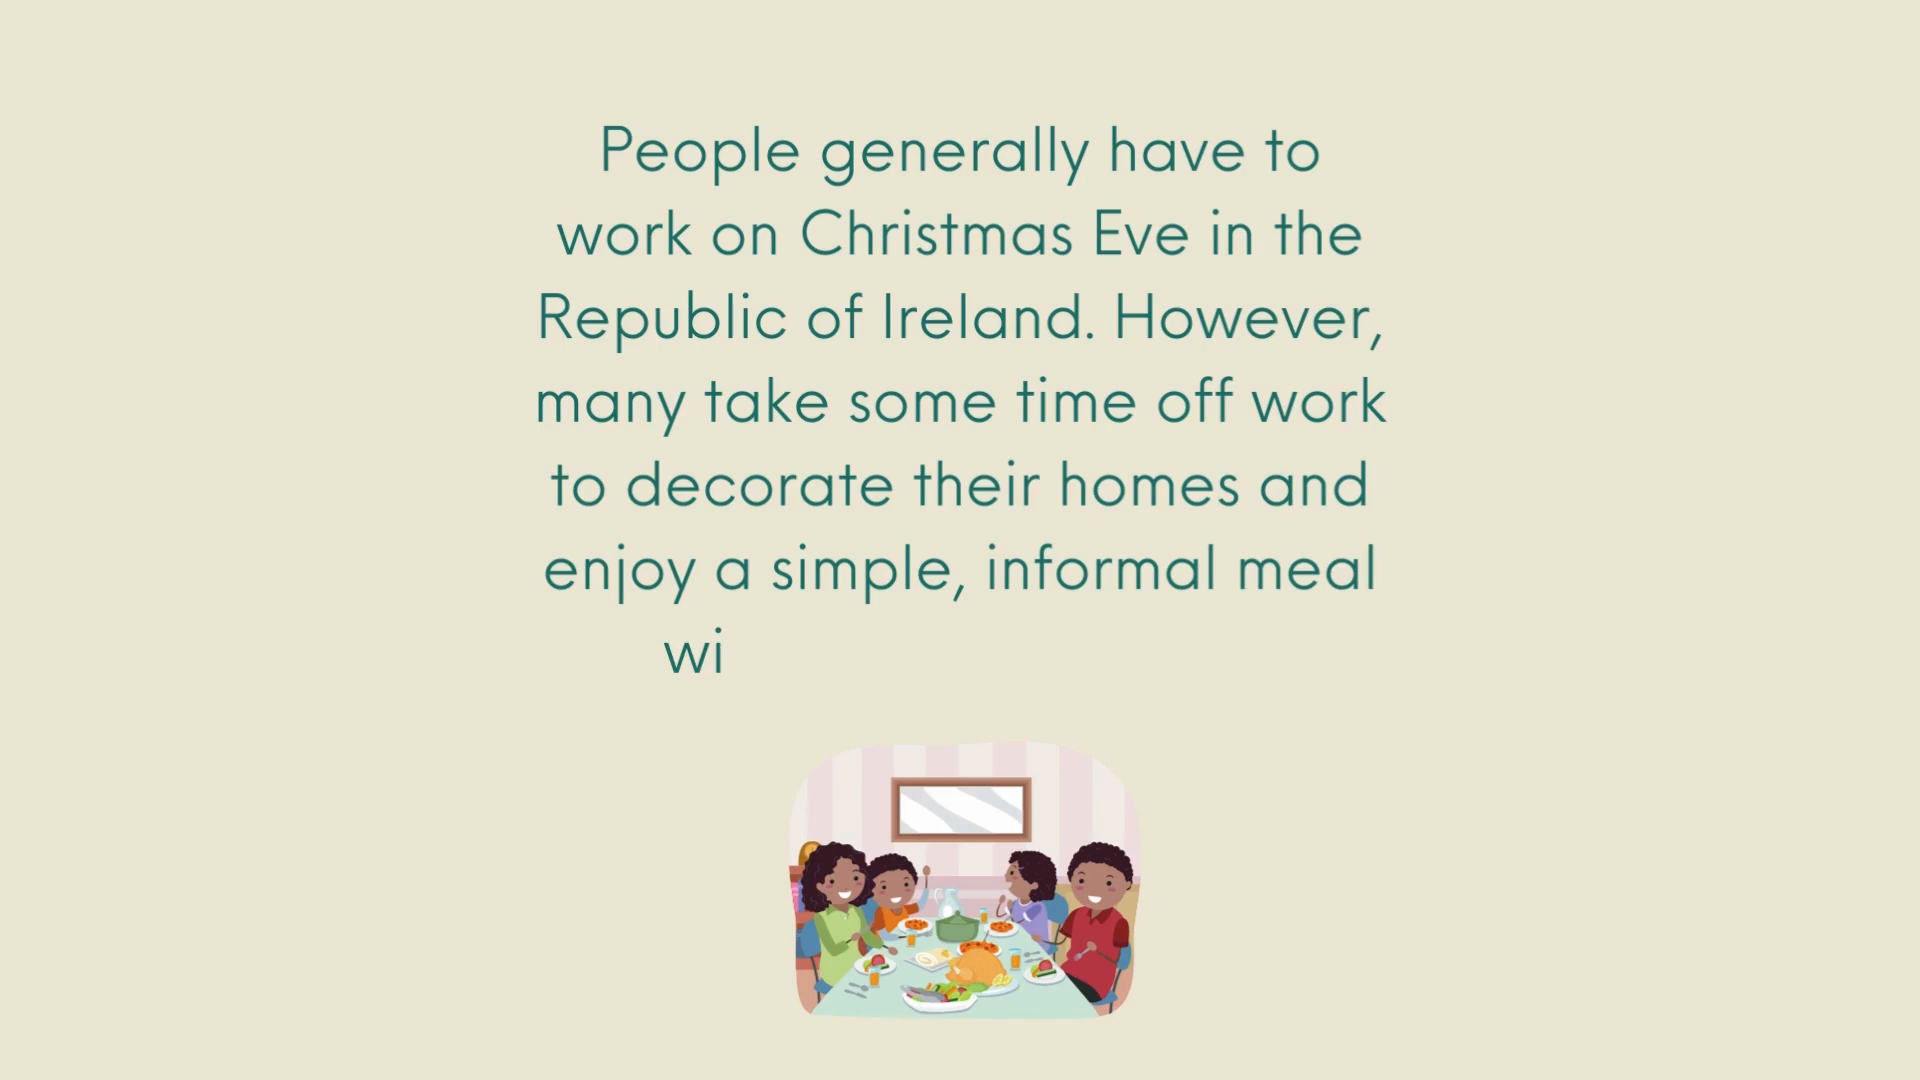 People generally have to
work on Christmas Eve in the
Republic of Ireland. However,
many take some time off work
to decorate their homes and
enjoy a simple, informal meal
wi